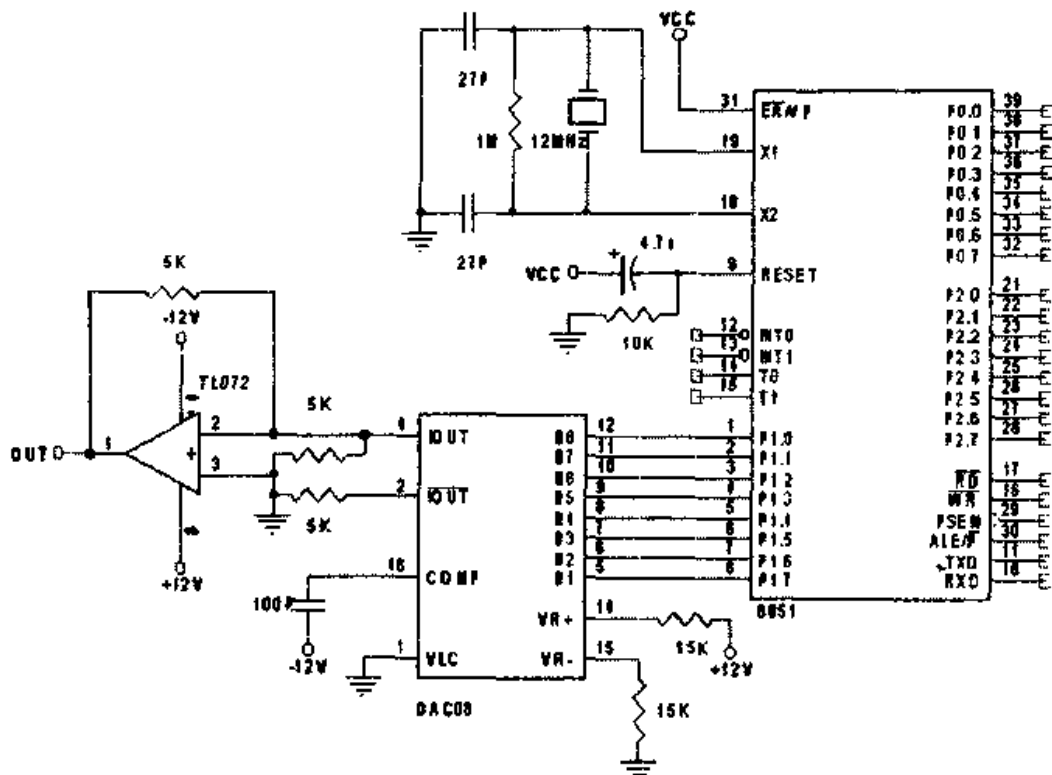 VCC
27P
1M
12MHz
27P
31
EA/VP
19
X1
18
X2
VCC
+
4.7u
9
RESET
10K
12
INT0
13
INT1
14
T0
15
T1
P0.0
39
P0.1
38
P0.2
37
P0.3
36
P0.4
35
P0.5
34
P0.6
33
P0.7
32
P2.0
21
P2.1
22
P2.2
23
P2.3
24
P2.4
25
P2.5
26
P2.6
27
P2.7
28
RD
17
WR
16
PSEN
29
ALE/P
30
TXD
11
RXD
10
1
P1.0
2
P1.1
3
P1.2
4
P1.3
5
P1.4
6
P1.5
7
P1.6
8
P1.7
8051
5K
-12V
TL072
OUT
1
2
3
+
+12V
5K
5K
4
IOUT
2
IOUT
16
COMP
100P
-12V
1
VLC
B8
12
B7
11
B6
10
B5
9
B4
8
B3
7
B2
6
B1
5
VR+
14
15K
+12V
VR-
15
15K
DAC08